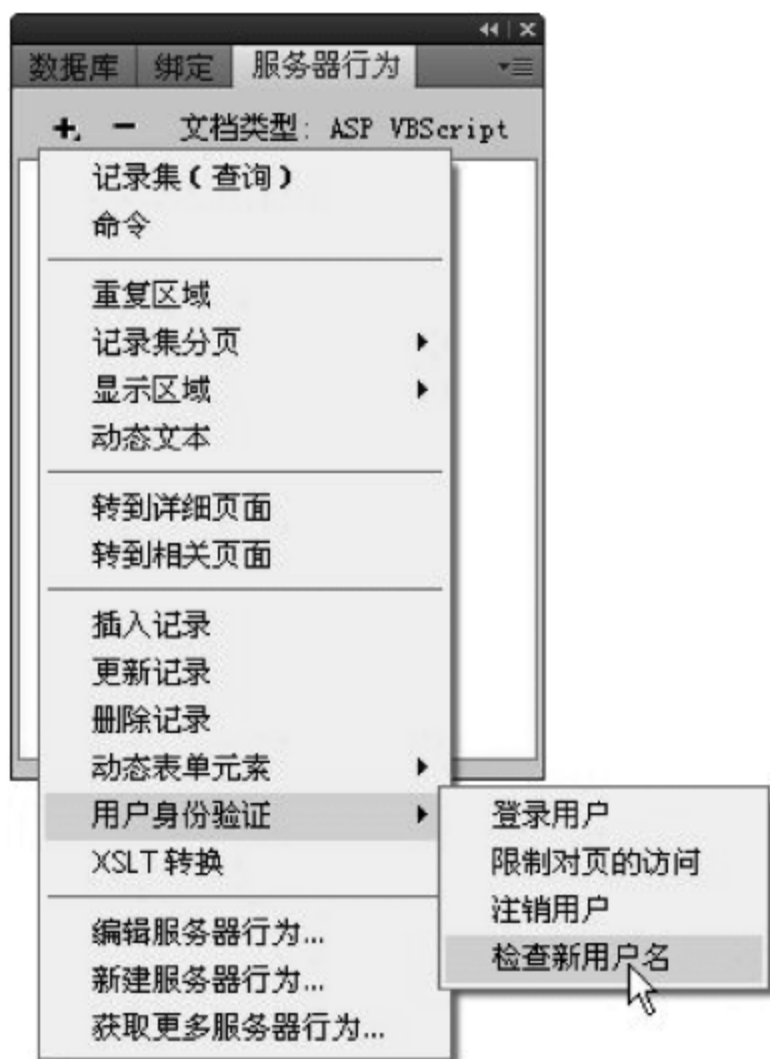 数据库 绑定 服务器行为
+ - 文档类型: ASP VBScript
记录集(查询)
命令
重复区域
记录集分页
显示区域
动态文本
转到详细页面
转到相关页面
插入记录
更新记录
删除记录
动态表单元素
用户身份验证
XSLT 转换
编辑服务器行为...
新建服务器行为...
获取更多服务器行为...
登录用户
限制对页的访问
注销用户
检查新用户名